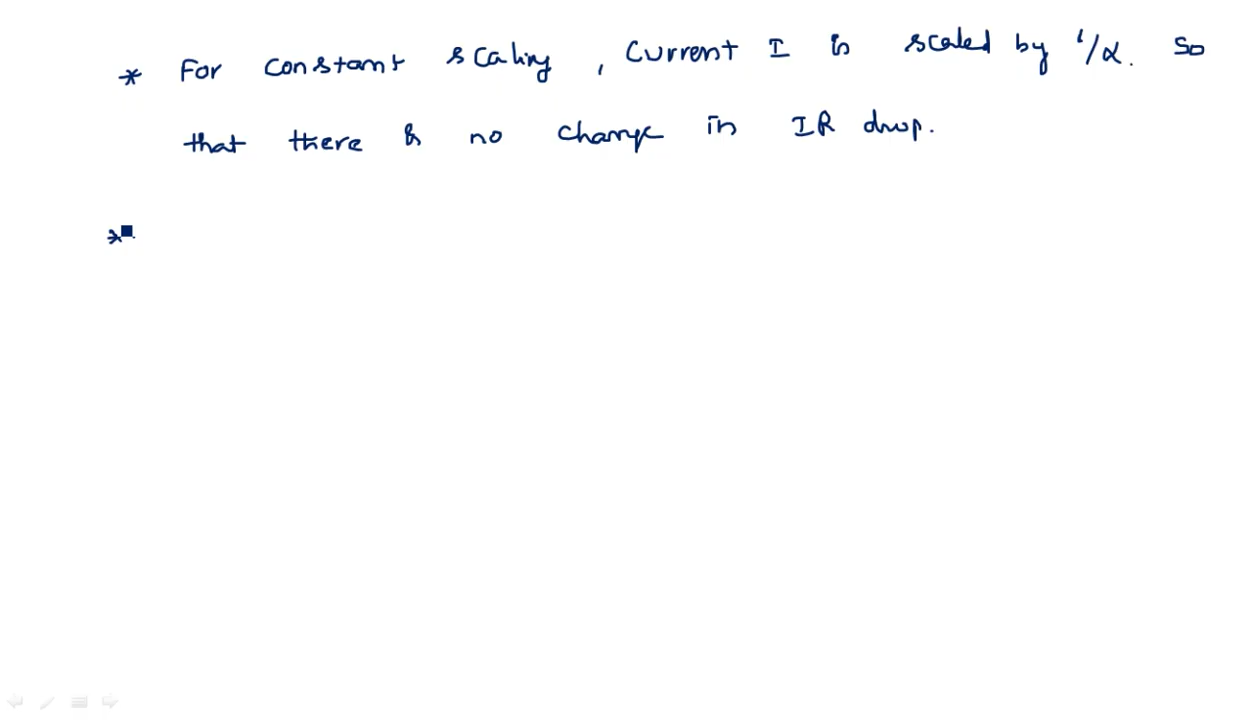 * For constant scaling, current I is scaled by 1/α. So
that there is no change in IR drop.
*